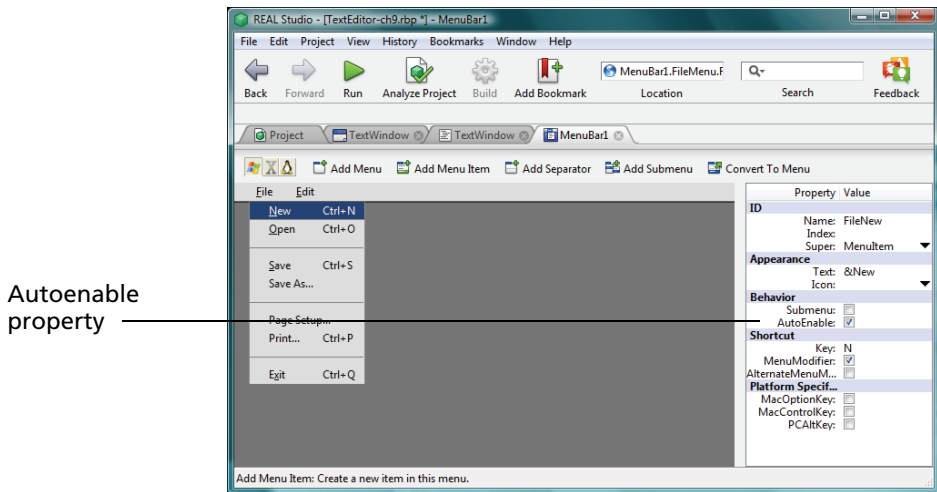 REAL Studio - [TextEditor-ch9.rbp *] - MenuBar1
File Edit Project View History Bookmarks Window Help
MenuBar1.FileMenu.F
Back Forward Run Analyze Project Build Add Bookmark Location Search Feedback
Project TextWindow TextWindow MenuBar1
Add Menu Add Menu Item Add Separator Add Submenu Convert To Menu
File Edit
New Ctrl+N
Open Ctrl+O
Save Ctrl+S
Save As...
Page Setup...
Print... Ctrl+P
Exit Ctrl+Q
Property Value
ID
Name: FileNew
Index:
Super: MenuItem
Appearance
Text: &New
Icon:
Behavior
Submenu:
AutoEnable:
Shortcut
Key: N
MenuModifier:
AlternateMenuM...
Platform Specif...
MacOptionKey:
MacControlKey:
PCAltKey:
Autoenable
property
Add Menu Item: Create a new item in this menu.